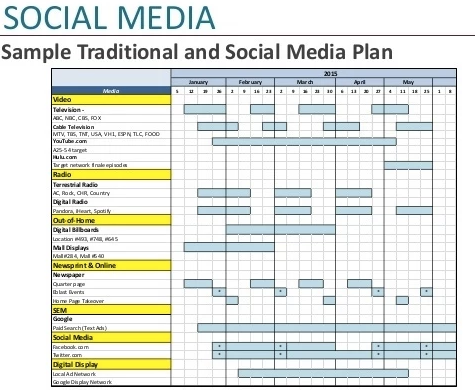 SOCIAL MEDIA
Sample Traditional and Social Media Plan
2015
January February March April May
Media 5 12 19 26 2 9 16 23 2 9 16 23 30 6 13 20 27 4 11 18 25 1 8
Video
Television -
ABC, NBC, CBS, FOX
Cable Television
MTV, TBS, TNT, USA, VH1, ESPN, TLC, FOOD
YouTube.com
A25-54 target
Hulu.com
Target network finale episodes
Radio
Terrestrial Radio
AC, Rock, CHR, Country
Digital Radio
Pandora, iHeart, Spotify
Out-of-Home
Digital Billboards
Location #493, #748, #645
Mall Displays
Mall #284, Mall #540
Newsprint & Online
Newspaper
Quarter page
Eblast Events * * * *
Home Page Takeover
SEM
Google
Paid Search (Text Ads)
Social Media
Facebook.com * * * *
Twitter.com * * * *
Digital Display
Local Ad Network
Google Display Network